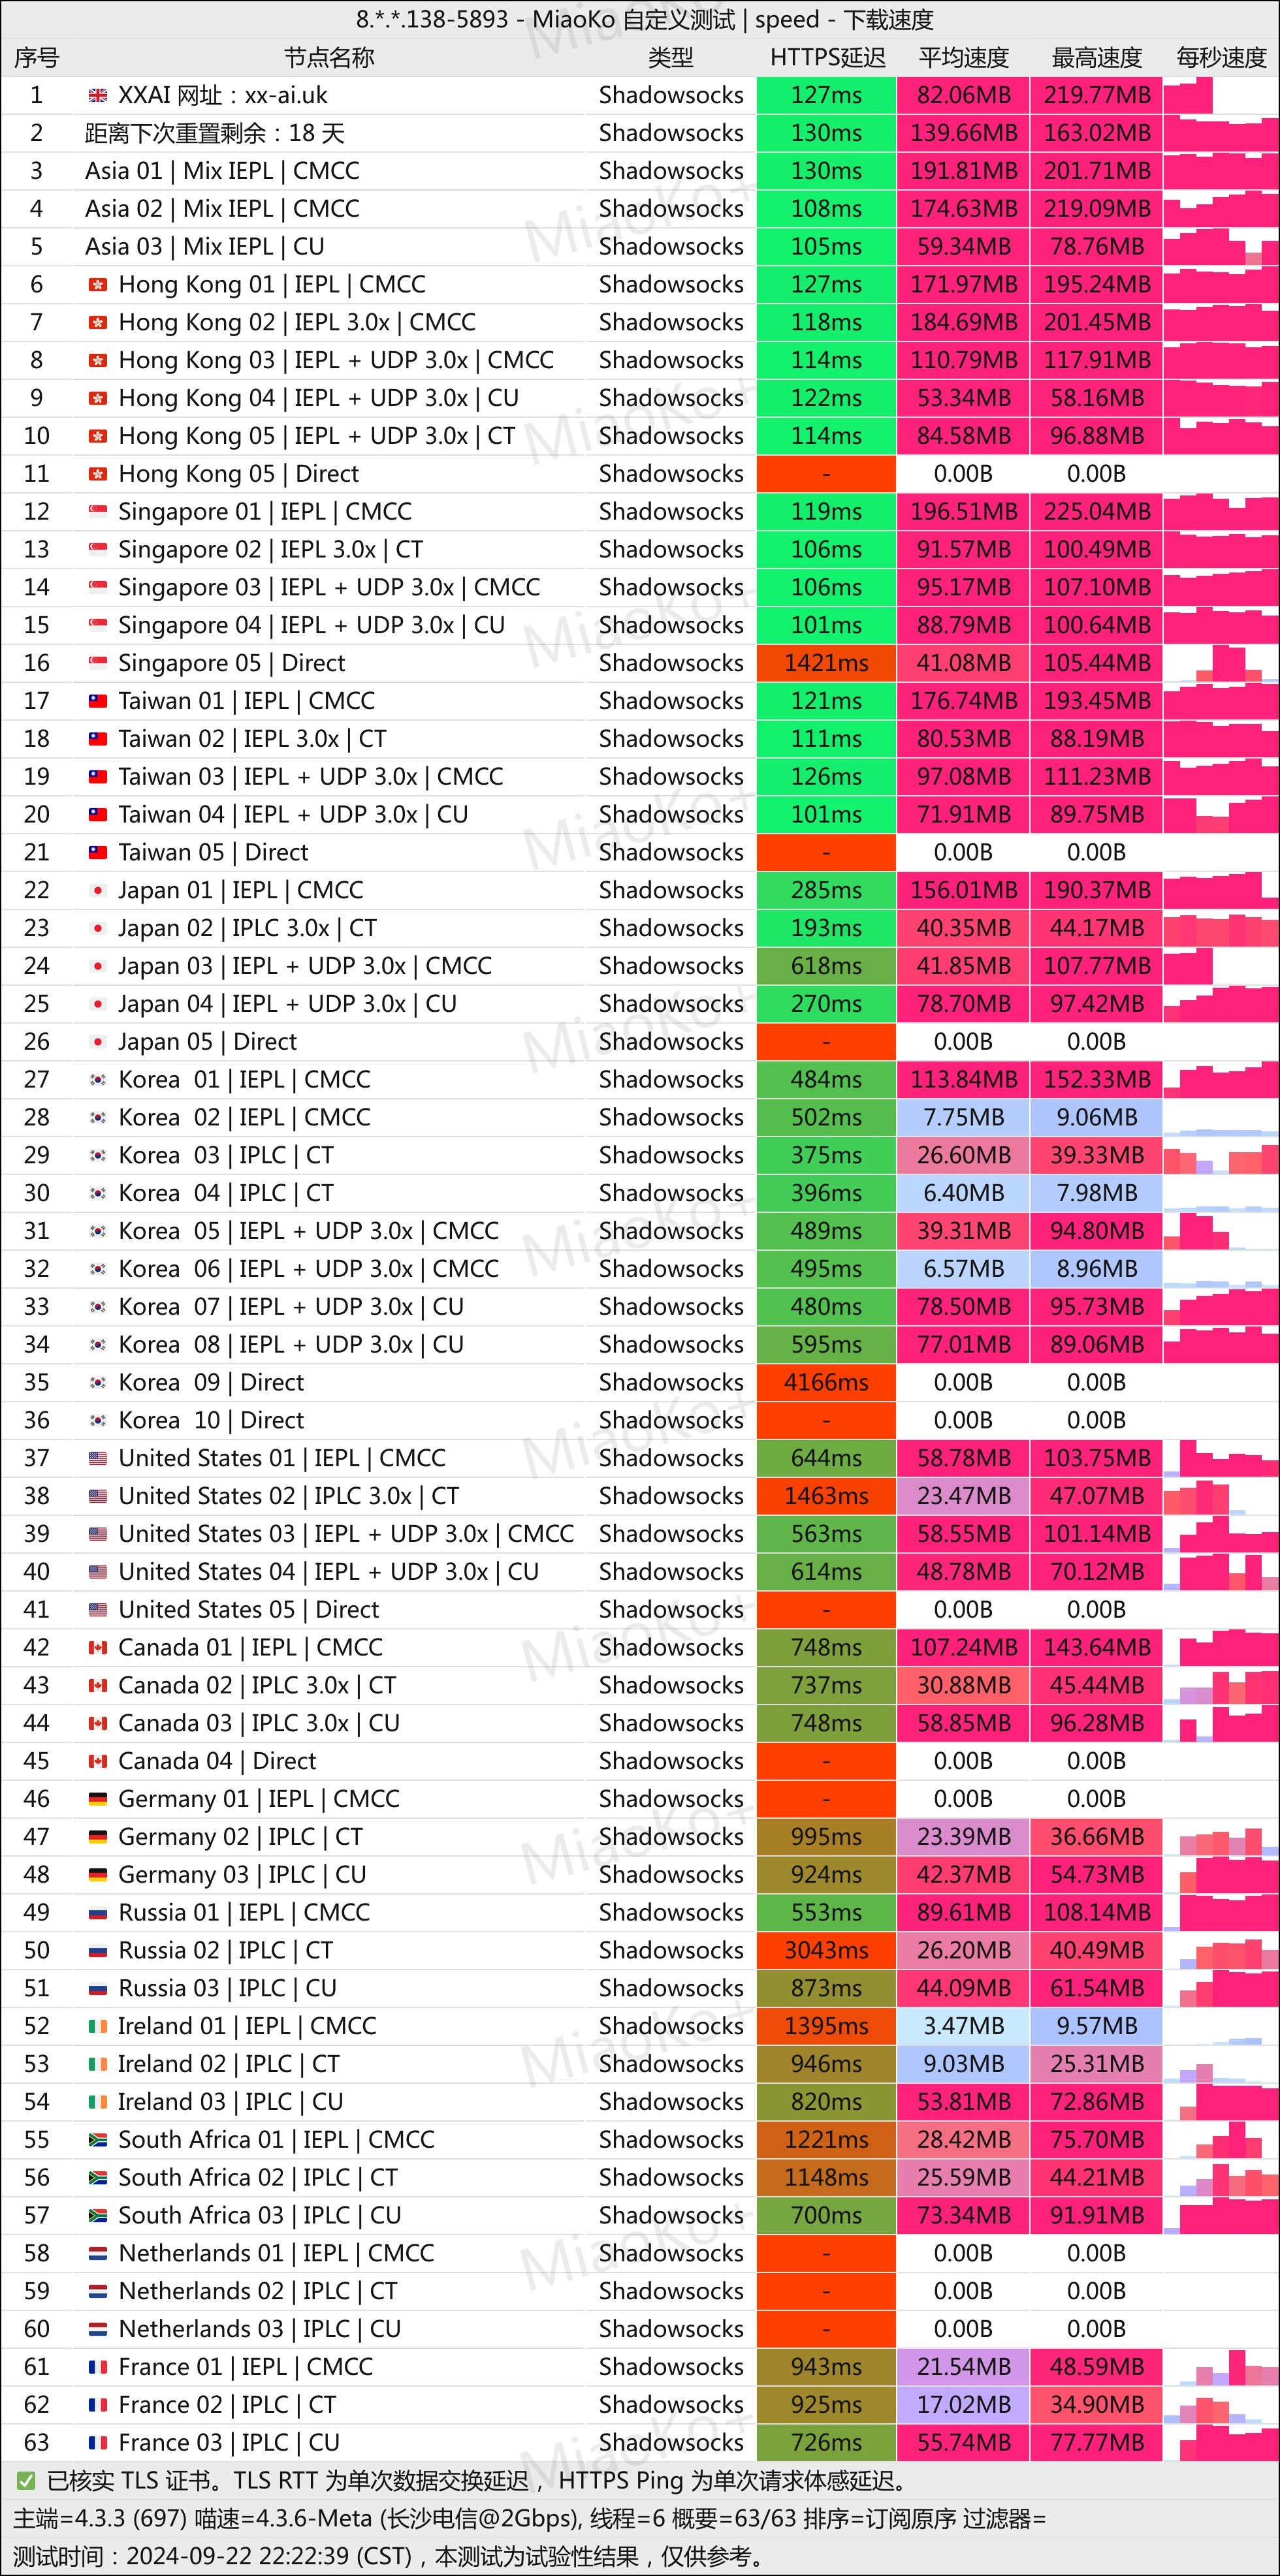 8.*.*.138-5893 - MiaoKo 自定义测试 | speed - 下载速度
序号 节点名称 类型 HTTPS延迟 平均速度 最高速度 每秒速度
1 XXAI 网址：xx-ai.uk Shadowsocks 127ms 82.06MB 219.77MB
2 距离下次重置剩余：18 天 Shadowsocks 130ms 139.66MB 163.02MB
3 Asia 01 | Mix IEPL | CMCC Shadowsocks 130ms 191.81MB 201.71MB
4 Asia 02 | Mix IEPL | CMCC Shadowsocks 108ms 174.63MB 219.09MB
5 Asia 03 | Mix IEPL | CU Shadowsocks 105ms 59.34MB 78.76MB
6 Hong Kong 01 | IEPL | CMCC Shadowsocks 127ms 171.97MB 195.24MB
7 Hong Kong 02 | IEPL 3.0x | CMCC Shadowsocks 118ms 184.69MB 201.45MB
8 Hong Kong 03 | IEPL + UDP 3.0x | CMCC Shadowsocks 114ms 110.79MB 117.91MB
9 Hong Kong 04 | IEPL + UDP 3.0x | CU Shadowsocks 122ms 53.34MB 58.16MB
10 Hong Kong 05 | IEPL + UDP 3.0x | CT Shadowsocks 114ms 84.58MB 96.88MB
11 Hong Kong 05 | Direct Shadowsocks - 0.00B 0.00B
12 Singapore 01 | IEPL | CMCC Shadowsocks 119ms 196.51MB 225.04MB
13 Singapore 02 | IEPL 3.0x | CT Shadowsocks 106ms 91.57MB 100.49MB
14 Singapore 03 | IEPL + UDP 3.0x | CMCC Shadowsocks 106ms 95.17MB 107.10MB
15 Singapore 04 | IEPL + UDP 3.0x | CU Shadowsocks 101ms 88.79MB 100.64MB
16 Singapore 05 | Direct Shadowsocks 1421ms 41.08MB 105.44MB
17 Taiwan 01 | IEPL | CMCC Shadowsocks 121ms 176.74MB 193.45MB
18 Taiwan 02 | IEPL 3.0x | CT Shadowsocks 111ms 80.53MB 88.19MB
19 Taiwan 03 | IEPL + UDP 3.0x | CMCC Shadowsocks 126ms 97.08MB 111.23MB
20 Taiwan 04 | IEPL + UDP 3.0x | CU Shadowsocks 101ms 71.91MB 89.75MB
21 Taiwan 05 | Direct Shadowsocks - 0.00B 0.00B
22 Japan 01 | IEPL | CMCC Shadowsocks 285ms 156.01MB 190.37MB
23 Japan 02 | IPLC 3.0x | CT Shadowsocks 193ms 40.35MB 44.17MB
24 Japan 03 | IEPL + UDP 3.0x | CMCC Shadowsocks 618ms 41.85MB 107.77MB
25 Japan 04 | IEPL + UDP 3.0x | CU Shadowsocks 270ms 78.70MB 97.42MB
26 Japan 05 | Direct Shadowsocks - 0.00B 0.00B
27 Korea 01 | IEPL | CMCC Shadowsocks 484ms 113.84MB 152.33MB
28 Korea 02 | IEPL | CMCC Shadowsocks 502ms 7.75MB 9.06MB
29 Korea 03 | IPLC | CT Shadowsocks 375ms 26.60MB 39.33MB
30 Korea 04 | IPLC | CT Shadowsocks 396ms 6.40MB 7.98MB
31 Korea 05 | IEPL + UDP 3.0x | CMCC Shadowsocks 489ms 39.31MB 94.80MB
32 Korea 06 | IEPL + UDP 3.0x | CMCC Shadowsocks 495ms 6.57MB 8.96MB
33 Korea 07 | IEPL + UDP 3.0x | CU Shadowsocks 480ms 78.50MB 95.73MB
34 Korea 08 | IEPL + UDP 3.0x | CU Shadowsocks 595ms 77.01MB 89.06MB
35 Korea 09 | Direct Shadowsocks 4166ms 0.00B 0.00B
36 Korea 10 | Direct Shadowsocks - 0.00B 0.00B
37 United States 01 | IEPL | CMCC Shadowsocks 644ms 58.78MB 103.75MB
38 United States 02 | IPLC 3.0x | CT Shadowsocks 1463ms 23.47MB 47.07MB
39 United States 03 | IEPL + UDP 3.0x | CMCC Shadowsocks 563ms 58.55MB 101.14MB
40 United States 04 | IEPL + UDP 3.0x | CU Shadowsocks 614ms 48.78MB 70.12MB
41 United States 05 | Direct Shadowsocks - 0.00B 0.00B
42 Canada 01 | IEPL | CMCC Shadowsocks 748ms 107.24MB 143.64MB
43 Canada 02 | IPLC 3.0x | CT Shadowsocks 737ms 30.88MB 45.44MB
44 Canada 03 | IPLC 3.0x | CU Shadowsocks 748ms 58.85MB 96.28MB
45 Canada 04 | Direct Shadowsocks - 0.00B 0.00B
46 Germany 01 | IEPL | CMCC Shadowsocks - 0.00B 0.00B
47 Germany 02 | IPLC | CT Shadowsocks 995ms 23.39MB 36.66MB
48 Germany 03 | IPLC | CU Shadowsocks 924ms 42.37MB 54.73MB
49 Russia 01 | IEPL | CMCC Shadowsocks 553ms 89.61MB 108.14MB
50 Russia 02 | IPLC | CT Shadowsocks 3043ms 26.20MB 40.49MB
51 Russia 03 | IPLC | CU Shadowsocks 873ms 44.09MB 61.54MB
52 Ireland 01 | IEPL | CMCC Shadowsocks 1395ms 3.47MB 9.57MB
53 Ireland 02 | IPLC | CT Shadowsocks 946ms 9.03MB 25.31MB
54 Ireland 03 | IPLC | CU Shadowsocks 820ms 53.81MB 72.86MB
55 South Africa 01 | IEPL | CMCC Shadowsocks 1221ms 28.42MB 75.70MB
56 South Africa 02 | IPLC | CT Shadowsocks 1148ms 25.59MB 44.21MB
57 South Africa 03 | IPLC | CU Shadowsocks 700ms 73.34MB 91.91MB
58 Netherlands 01 | IEPL | CMCC Shadowsocks - 0.00B 0.00B
59 Netherlands 02 | IPLC | CT Shadowsocks - 0.00B 0.00B
60 Netherlands 03 | IPLC | CU Shadowsocks - 0.00B 0.00B
61 France 01 | IEPL | CMCC Shadowsocks 943ms 21.54MB 48.59MB
62 France 02 | IPLC | CT Shadowsocks 925ms 17.02MB 34.90MB
63 France 03 | IPLC | CU Shadowsocks 726ms 55.74MB 77.77MB
✅ 已核实 TLS 证书。TLS RTT 为单次数据交换延迟， HTTPS Ping 为单次请求体感延迟。
主端=4.3.3 (697) 喵速=4.3.6-Meta (长沙电信@2Gbps), 线程=6 概要=63/63 排序=订阅原序 过滤器=
测试时间：2024-09-22 22:22:39 (CST)，本测试为试验性结果，仅供参考。